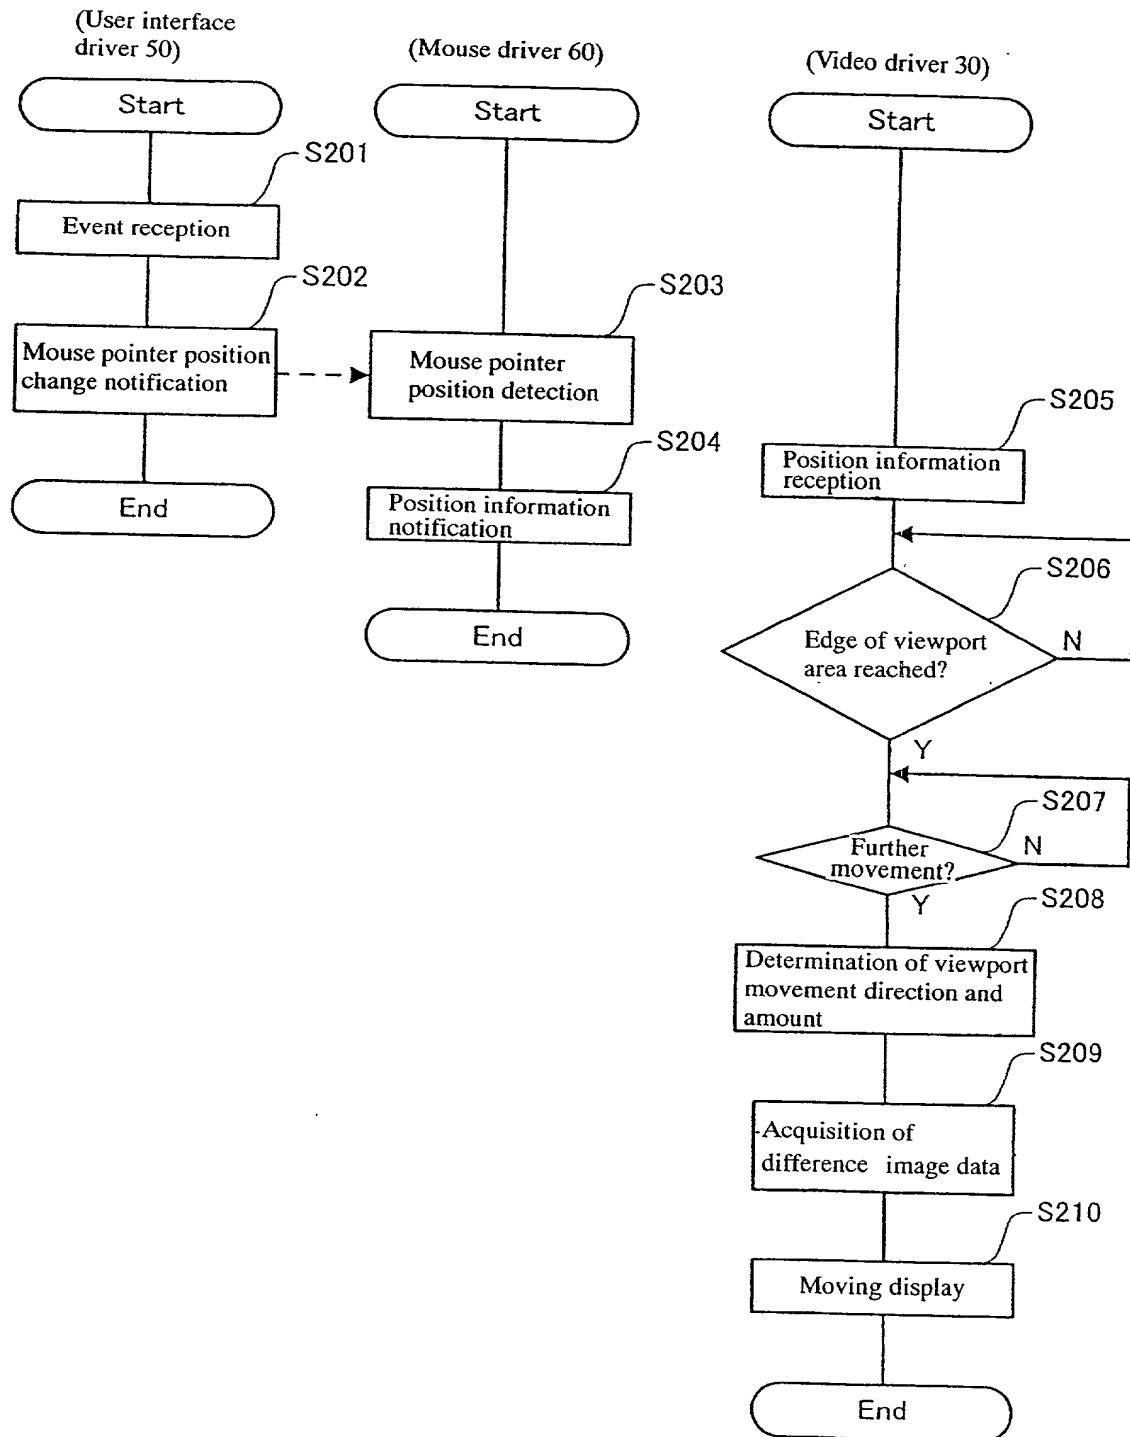 (User interface
driver 50)
Start
S201
Event reception
S202
Mouse pointer position
change notification
End
(Mouse driver 60)
Start
S203
Mouse pointer
position detection
S204
Position information
notification
End
(Video driver 30)
Start
S205
Position information
reception
S206
Edge of viewport
area reached?
N
Y
S207
Further
movement?
N
Y
S208
Determination of viewport
movement direction and
amount
S209
Acquisition of
difference image data
S210
Moving display
End